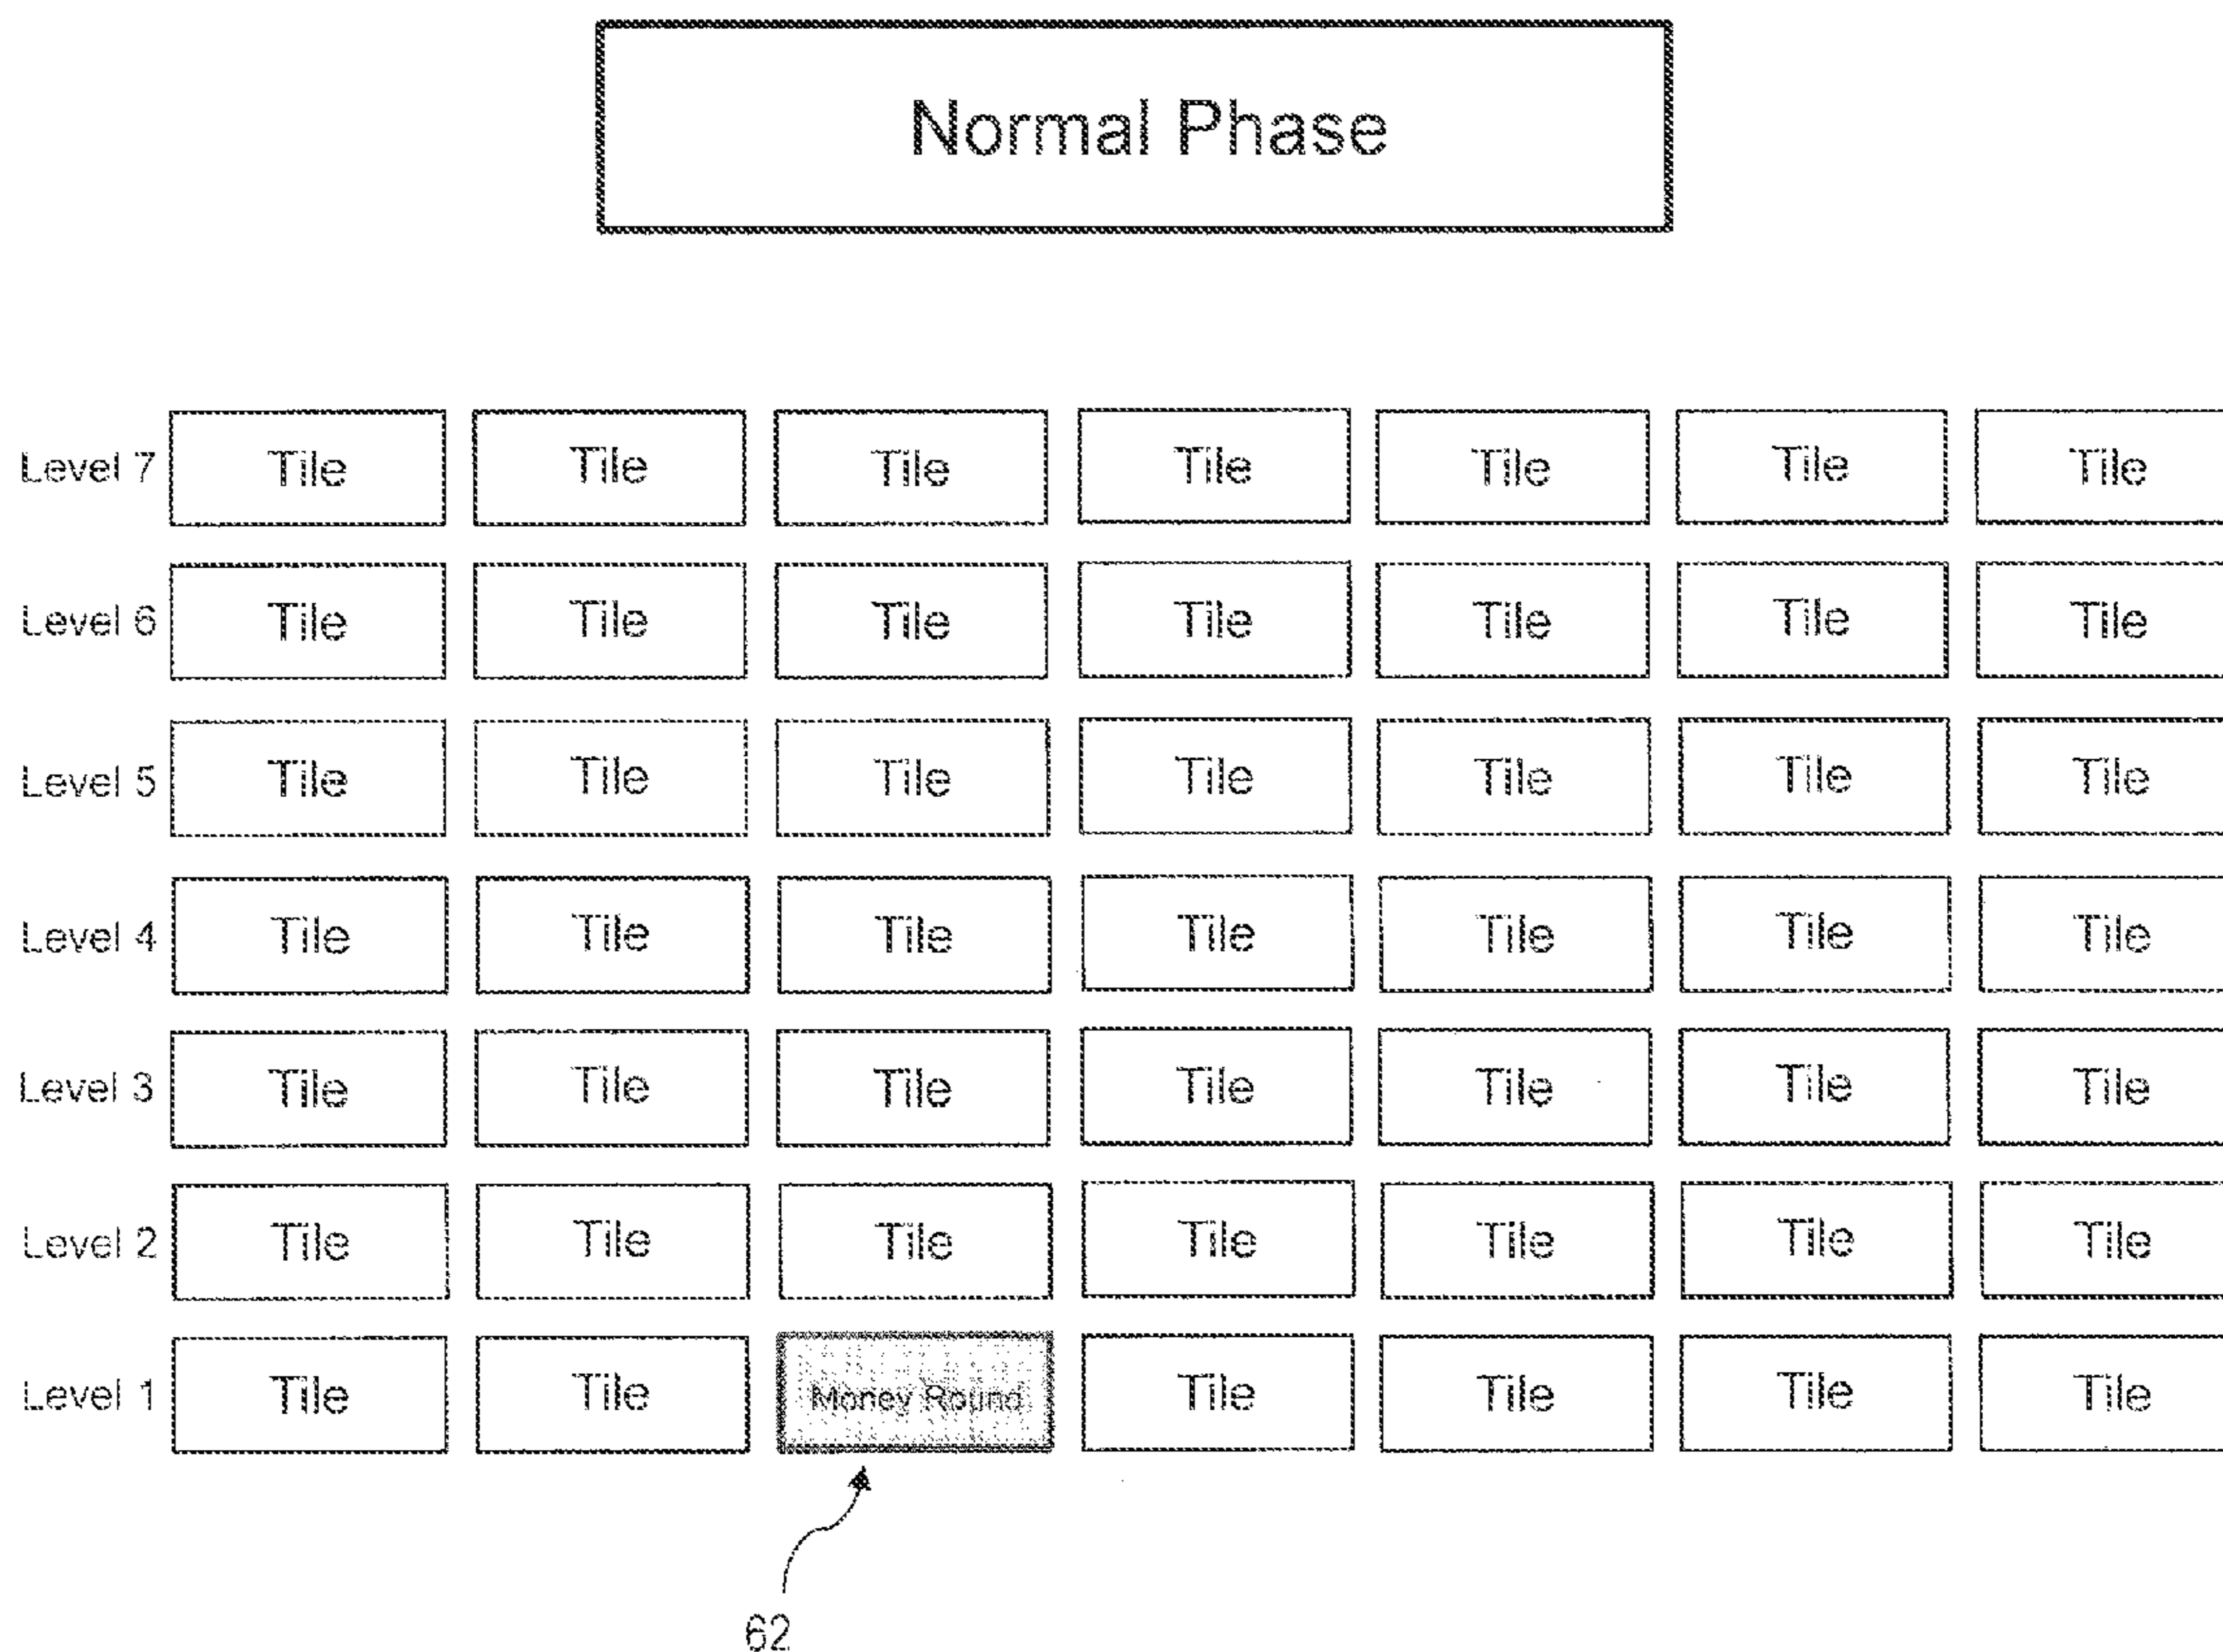 Normal Phase
Level 7 Tile Tile Tile Tile Tile Tile Tile
Level 6 Tile Tile Tile Tile Tile Tile Tile
Level 5 Tile Tile Tile Tile Tile Tile Tile
Level 4 Tile Tile Tile Tile Tile Tile Tile
Level 3 Tile Tile Tile Tile Tile Tile Tile
Level 2 Tile Tile Tile Tile Tile Tile Tile
Level 1 Tile Tile Money Round Tile Tile Tile Tile
62